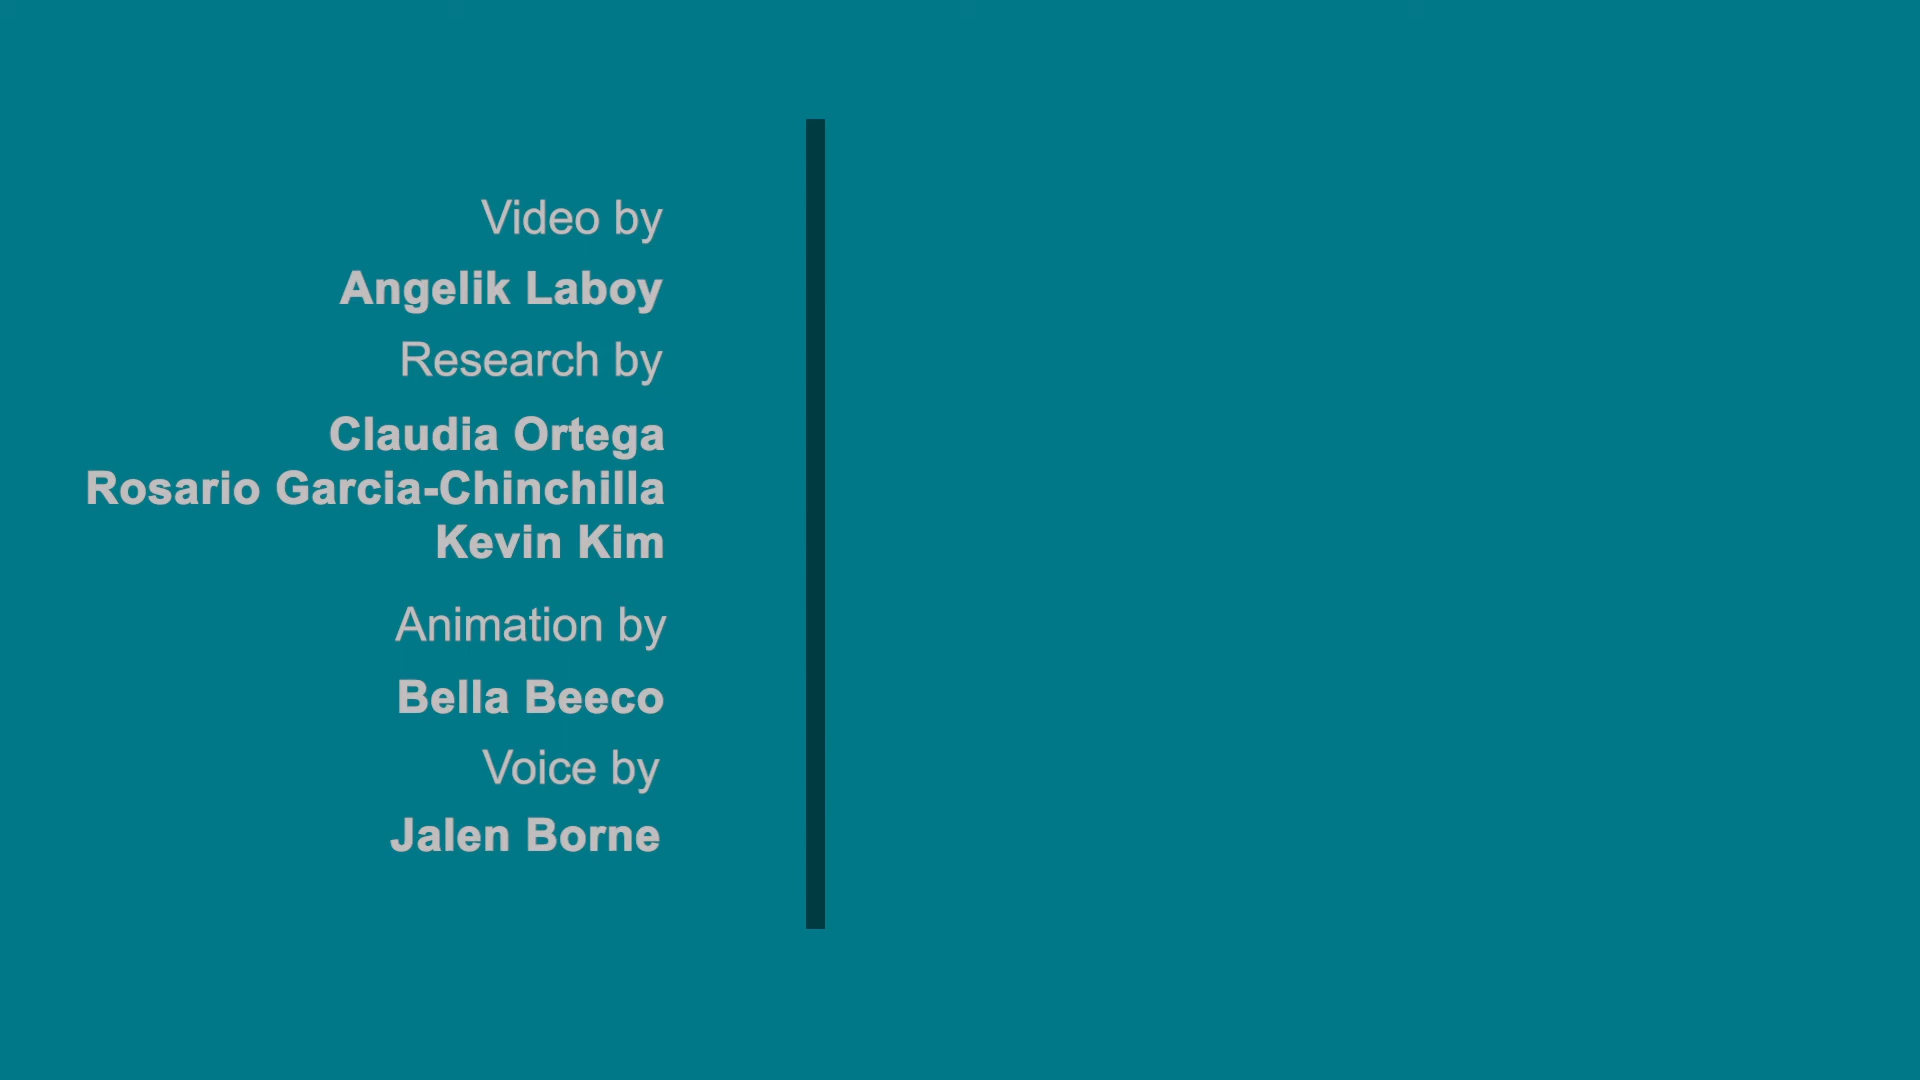 Video by
Angelik Laboy
Research by
Claudia Ortega
Rosario Garcia-Chinchilla
Kevin Kim
Animation by
Bella Beeco
Voice by
Jalen Borne